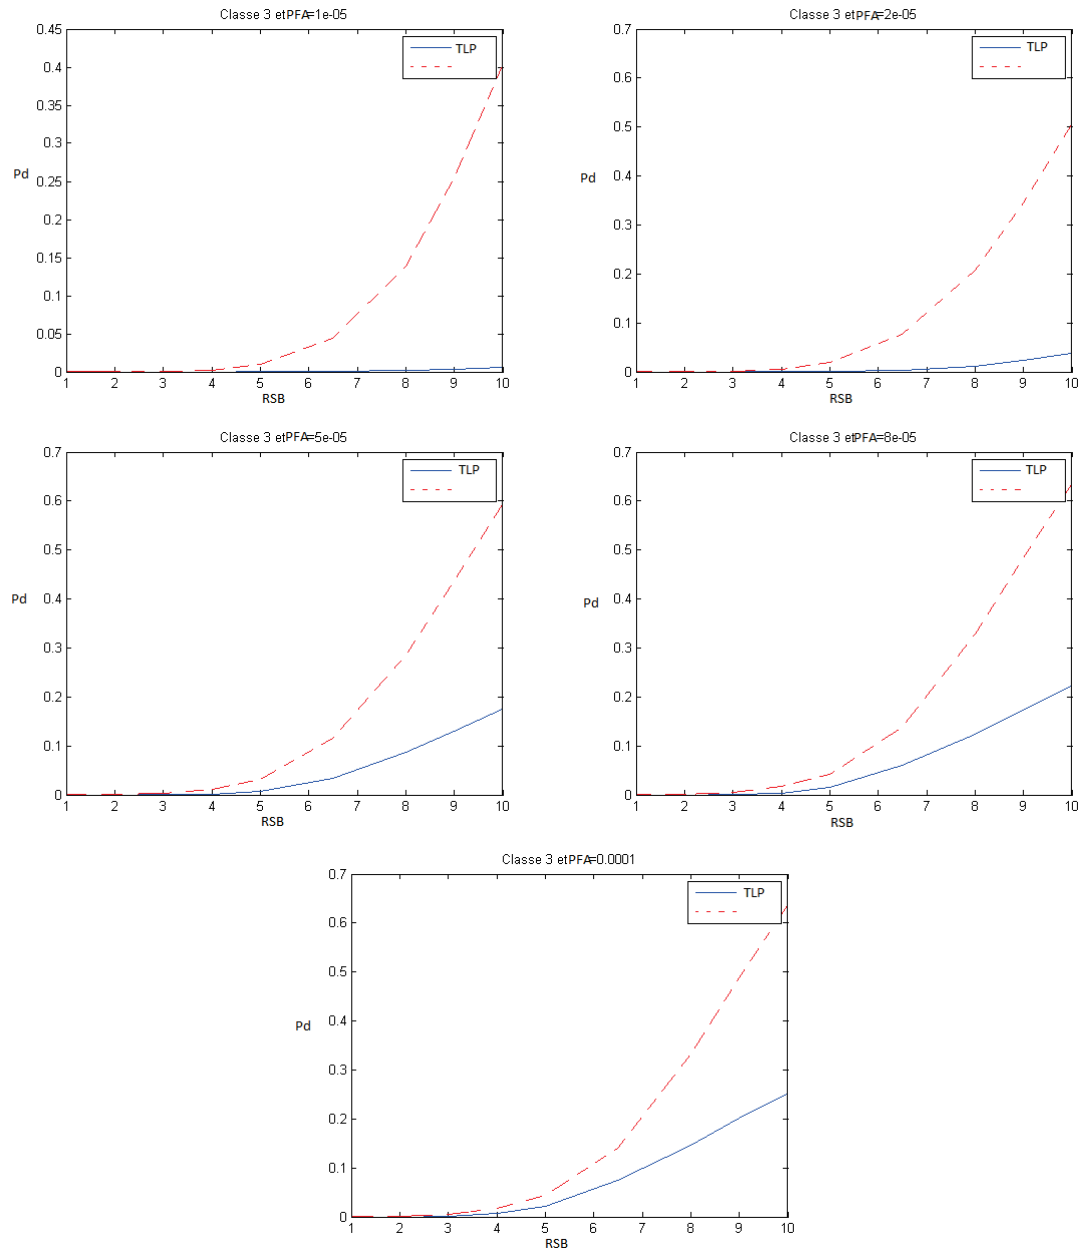 Classe 3 etPFA=1e-05
0.45
0.4
0.35
0.3
0.25
0.2
0.15
0.1
0.05
0
Pd
1 2 3 4 5 6 7 8 9 10
RSB
TLP
Classe 3 etPFA=2e-05
0.7
0.6
0.5
0.4
0.3
0.2
0.1
0
Pd
1 2 3 4 5 6 7 8 9 10
RSB
TLP
Classe 3 etPFA=5e-05
0.7
0.6
0.5
0.4
0.3
0.2
0.1
0
Pd
1 2 3 4 5 6 7 8 9 10
RSB
TLP
Classe 3 etPFA=8e-05
0.7
0.6
0.5
0.4
0.3
0.2
0.1
0
Pd
1 2 3 4 5 6 7 8 9 10
RSB
TLP
Classe 3 etPFA=0.0001
0.7
0.6
0.5
0.4
0.3
0.2
0.1
0
Pd
1 2 3 4 5 6 7 8 9 10
RSB
TLP